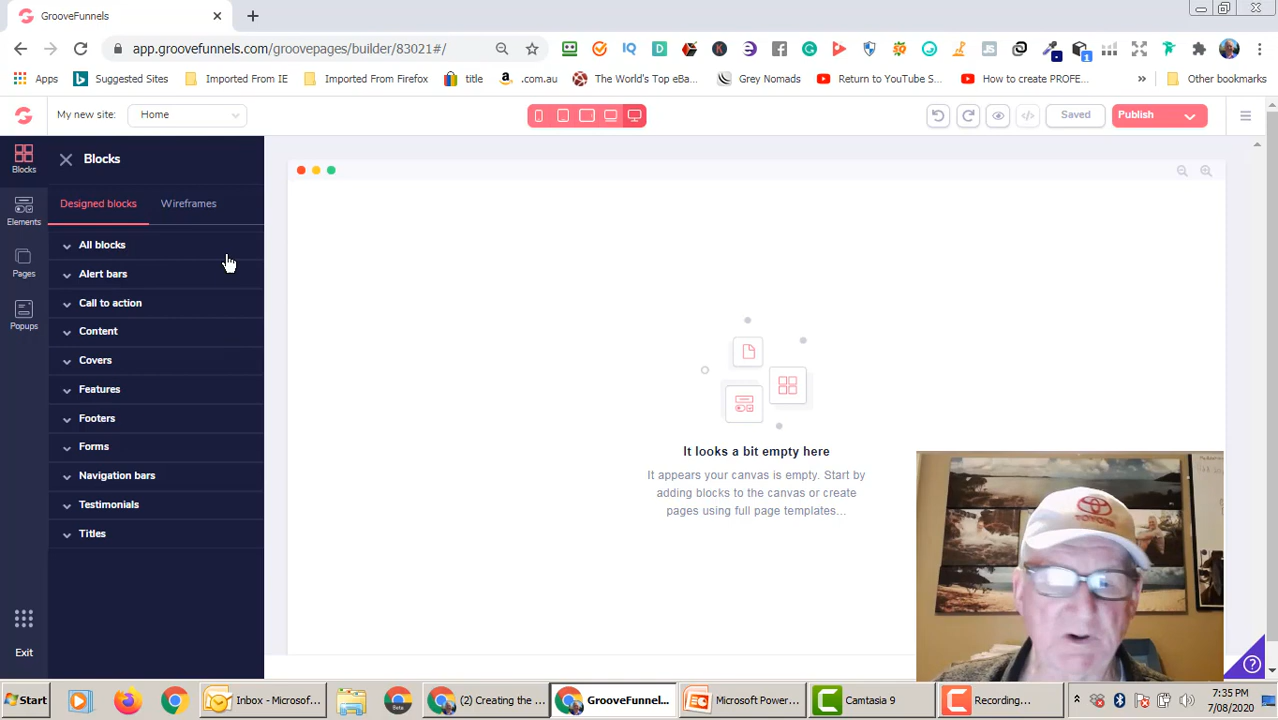 GrooveFunnels
app.groovefunnels.com/groovepages/builder/83021#/
Apps
Suggested Sites
Imported From IE
Imported From Firefox
title
.com.au
The World's Top eBa...
Grey Nomads
Return to YouTube S...
How to create PROFE...
»
Other bookmarks
My new site:
Home
Saved
Publish
Blocks
Blocks
Designed blocks
Wireframes
Elements
All blocks
Alert bars
Pages
Call to action
Popups
Content
Covers
Features
Footers
Forms
Navigation bars
Testimonials
Titles
It looks a bit empty here
It appears your canvas is empty. Start by
adding blocks to the canvas or create
pages using full page templates...
TOYOTA
Exit
Start
Inbox - Microsof...
(2) Creating the ...
GrooveFunnel...
Microsoft Power...
Camtasia 9
Recording...
7:35 PM
7/08/2020